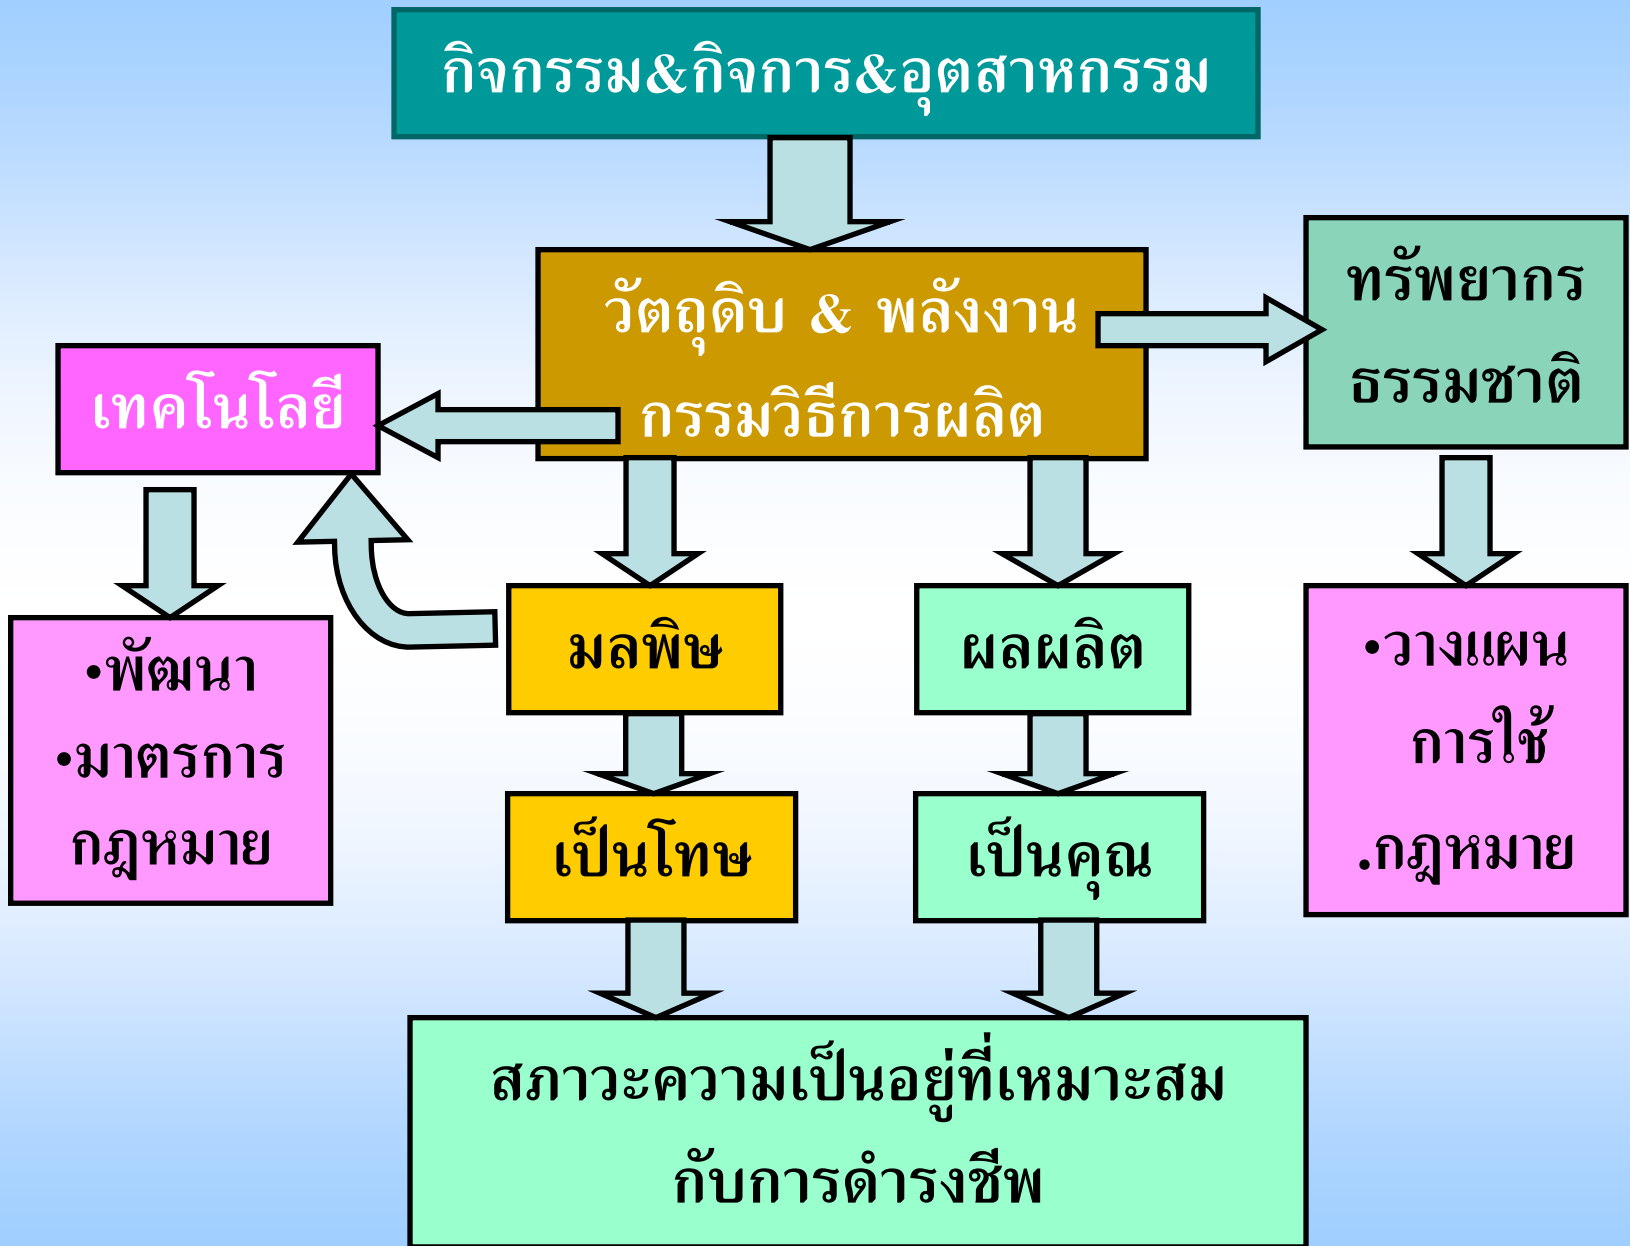 กิจกรรม&กิจการ&อุตสาหกรรม
วัตถุดิบ & พลังงาน
กรรมวิธีการผลิต
ทรัพยากร
ธรรมชาติ
เทคโนโลยี
•พัฒนา
•มาตรการ
กฎหมาย
มลพิษ
ผลผลิต
•วางแผน
การใช้
.กฎหมาย
เป็นโทษ
เป็นคุณ
สภาวะความเป็นอยู่ที่เหมาะสม
กับการดำรงชีพ